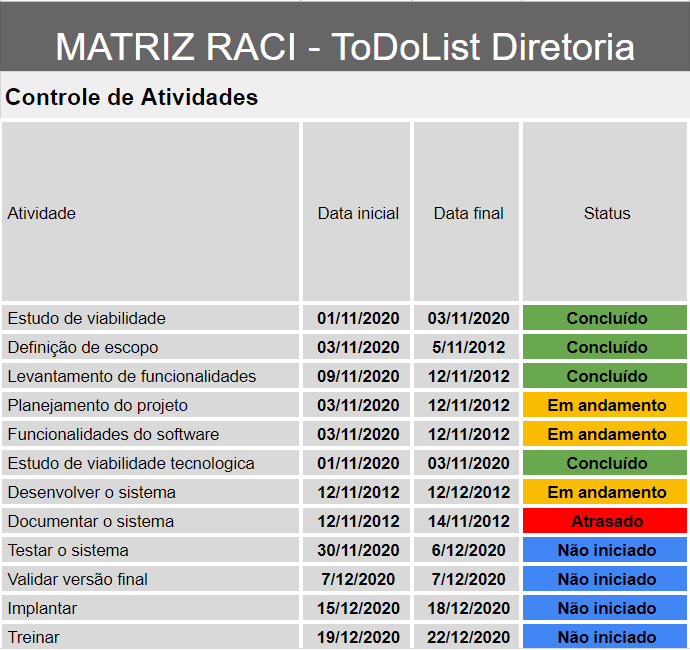 MATRIZ RACI - ToDoList Diretoria
Controle de Atividades
Atividade Data inicial Data final Status
Estudo de viabilidade 01/11/2020 03/11/2020 Concluído
Definição de escopo 03/11/2020 5/11/2012 Concluído
Levantamento de funcionalidades 09/11/2020 12/11/2012 Concluído
Planejamento do projeto 03/11/2020 12/11/2012 Em andamento
Funcionalidades do software 03/11/2020 12/11/2012 Em andamento
Estudo de viabilidade tecnologica 01/11/2020 03/11/2020 Concluído
Desenvolver o sistema 12/11/2012 12/12/2012 Em andamento
Documentar o sistema 12/11/2012 14/11/2012 Atrasado
Testar o sistema 30/11/2020 6/12/2020 Não iniciado
Validar versão final 7/12/2020 7/12/2020 Não iniciado
Implantar 15/12/2020 18/12/2020 Não iniciado
Treinar 19/12/2020 22/12/2020 Não iniciado